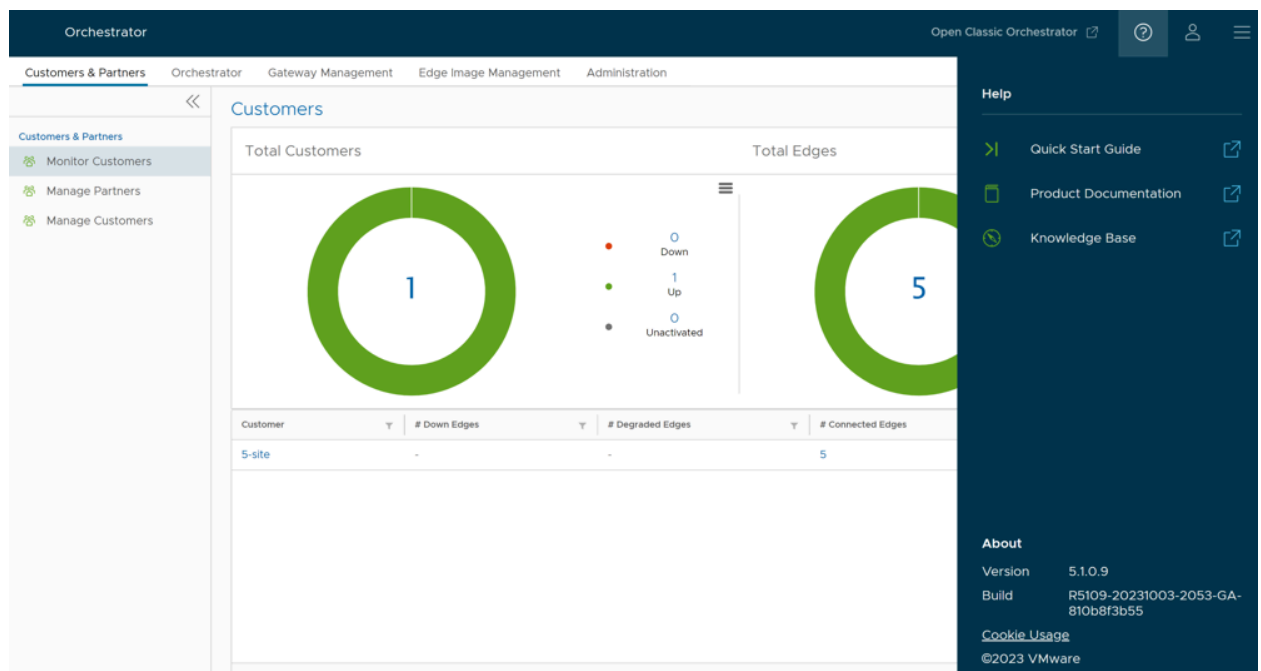 Orchestrator
Open Classic Orchestrator
Customers & Partners Orchestrator Gateway Management Edge Image Management Administration
Customers & Partners
Monitor Customers
Manage Partners
Manage Customers
Customers
Total Customers
1
0
Down
1
Up
0
Unactivated
Total Edges
5
Customer # Down Edges # Degraded Edges # Connected Edges
5-site - - 5
Help
Quick Start Guide
Product Documentation
Knowledge Base
About
Version 5.1.0.9
Build R5109-20231003-2053-GA-
810b8f3b55
Cookie Usage
©2023 VMware